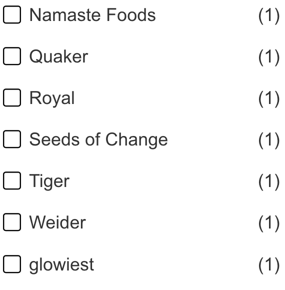 Namaste Foods (1)
Quaker (1)
Royal (1)
Seeds of Change (1)
Tiger (1)
Weider (1)
glowiest (1)